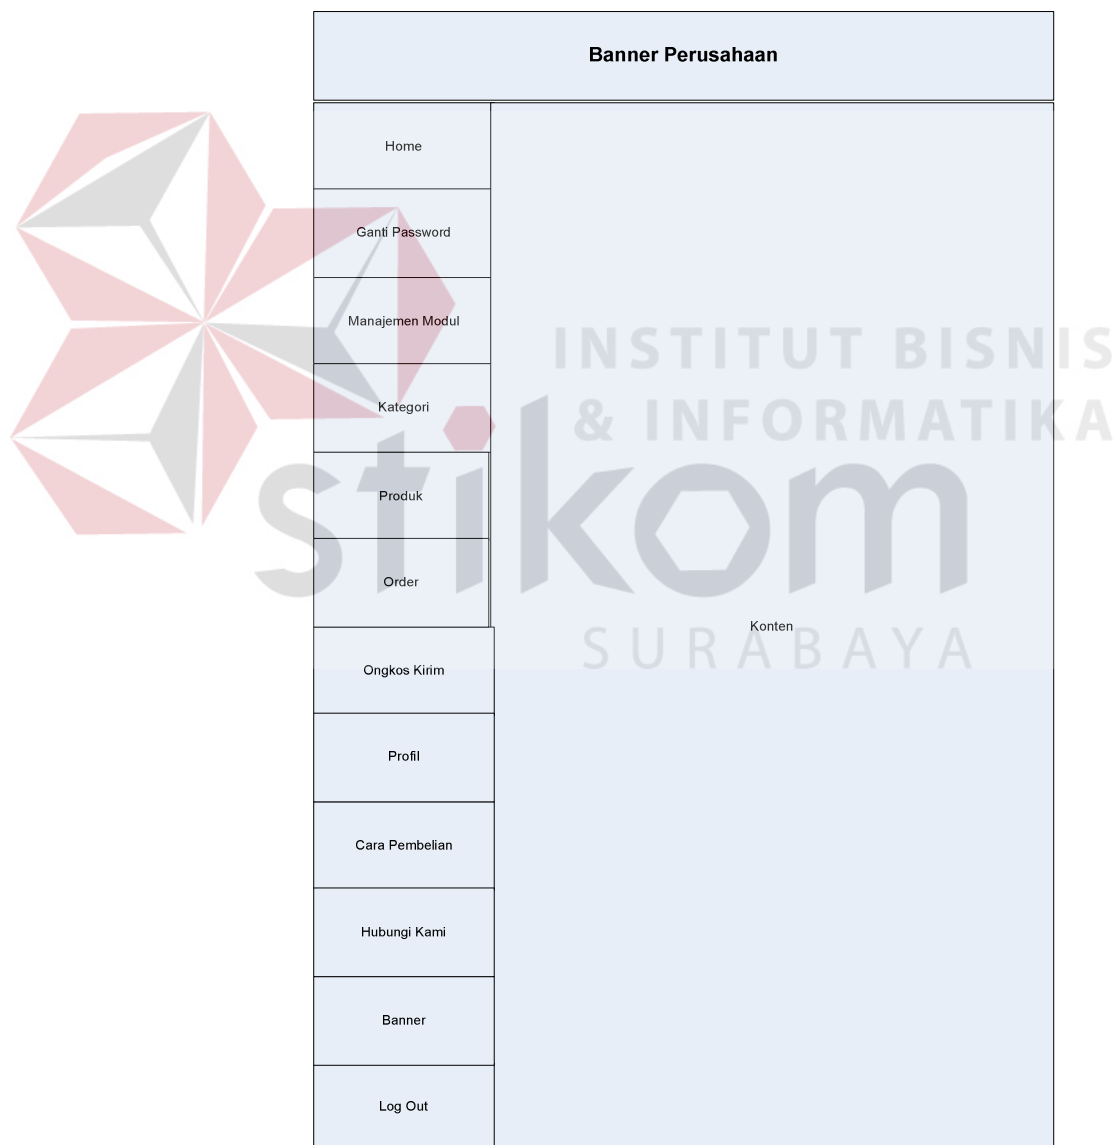 Banner Perusahaan
Home
Ganti Password
Manajemen Modul
Kategori
Produk
Order
Ongkos Kirim
Profil
Cara Pembelian
Hubungi Kami
Banner
Log Out
Konten
INSTITUT BISNIS
& INFORMATIKA
stikom
SURABAYA